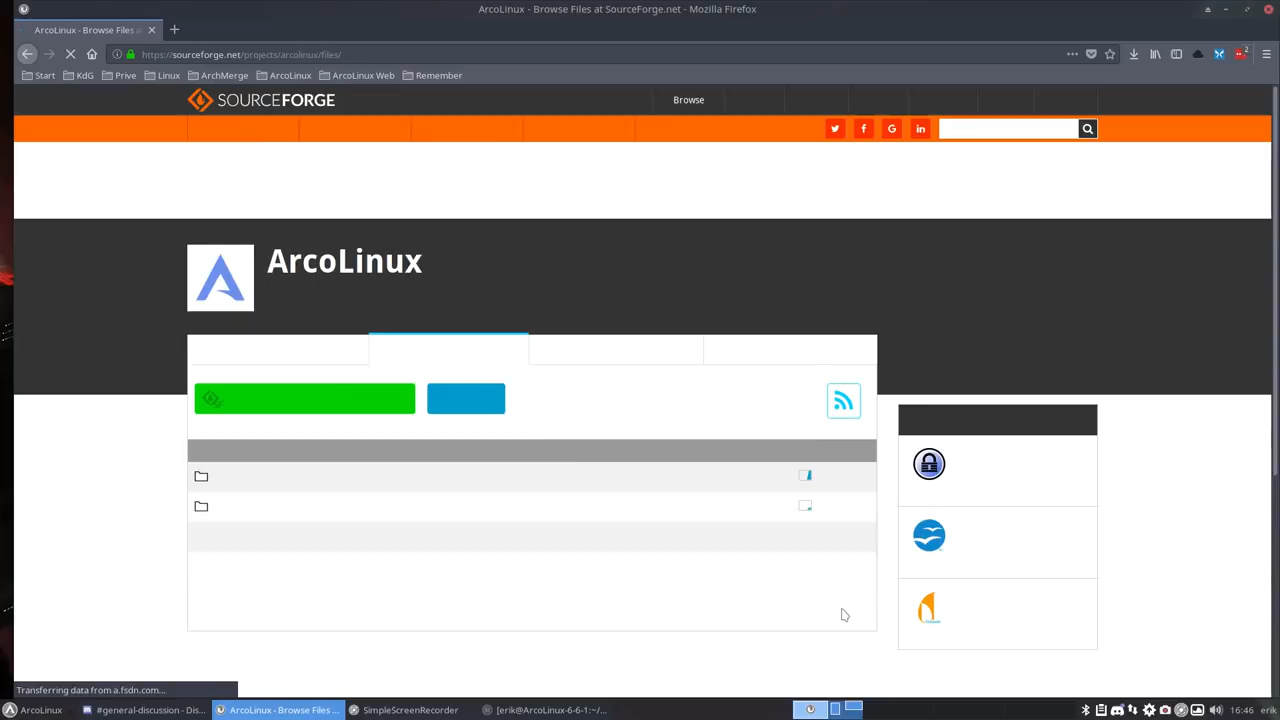 ArcoLinux - Browse Files at SourceForge.net - Mozilla Firefox
ArcoLinux - Browse Files a
https://sourceforge.net/projects/arcolinux/files/
2
Start KdG Prive Linux ArchMerge ArcoLinux ArcoLinux Web Remember
SOURCEFORGE
Browse
ArcoLinux
Transferring data from a.fsdn.com...
ArcoLinux #general-discussion - Dis... ArcoLinux - Browse Files ... SimpleScreenRecorder [erik@ArcoLinux-6-6-1:~/... 16:46 erik